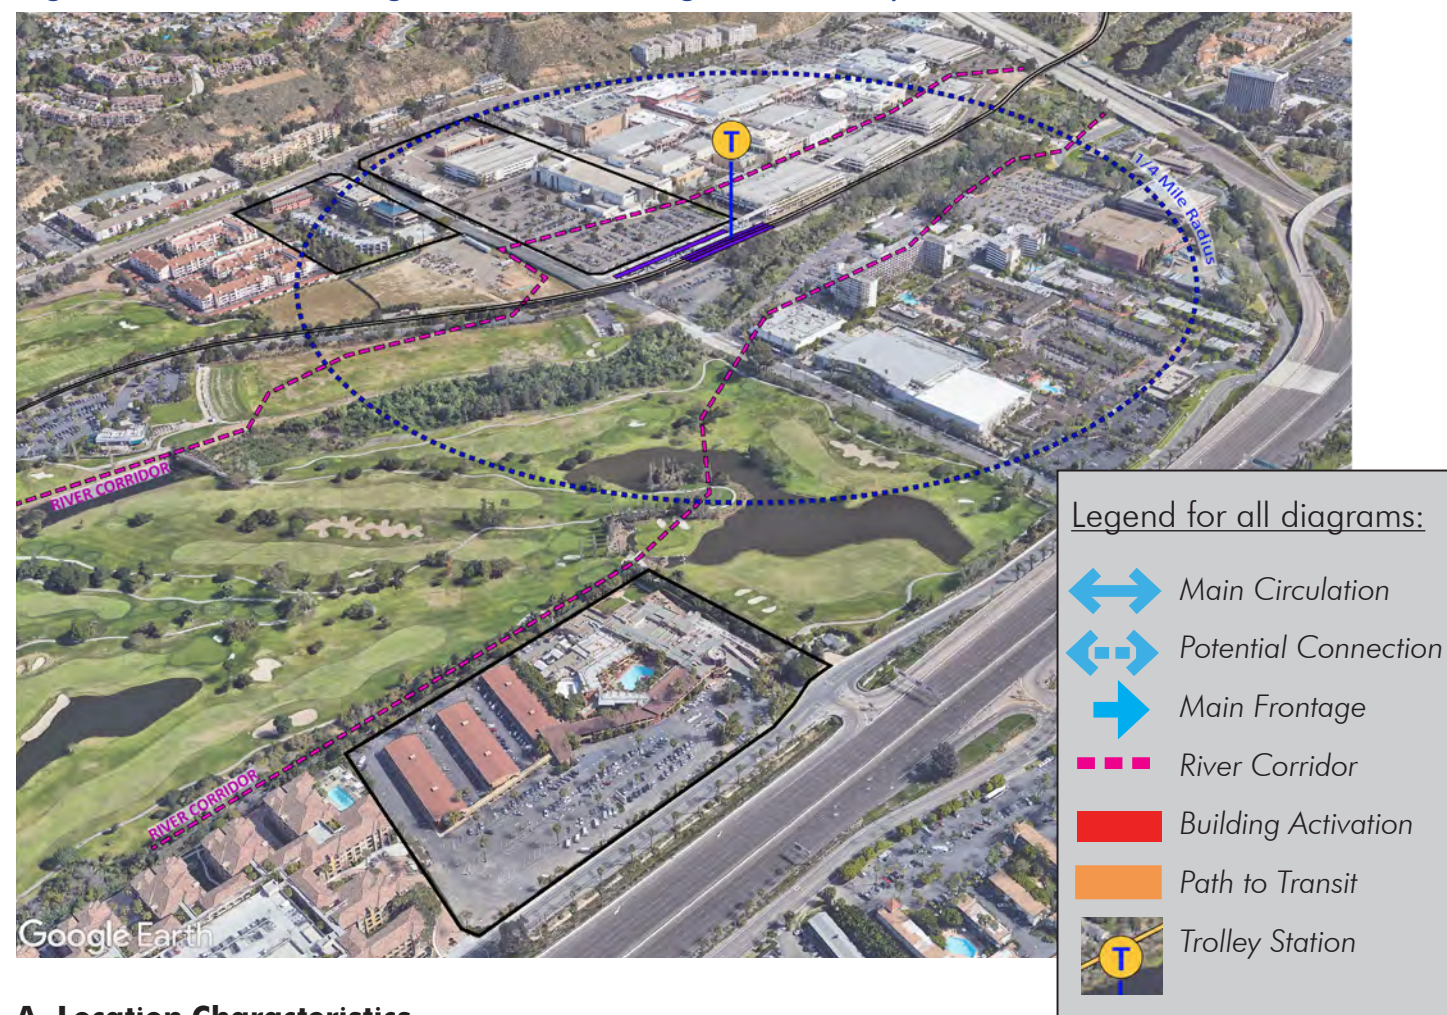 T
1/4 Mile Radius
RIVER CORRIDOR
RIVER CORRIDOR
Google Earth
Legend for all diagrams:
Main Circulation
Potential Connection
Main Frontage
River Corridor
Building Activation
Path to Transit
T
Trolley Station
A. Location Characteristics